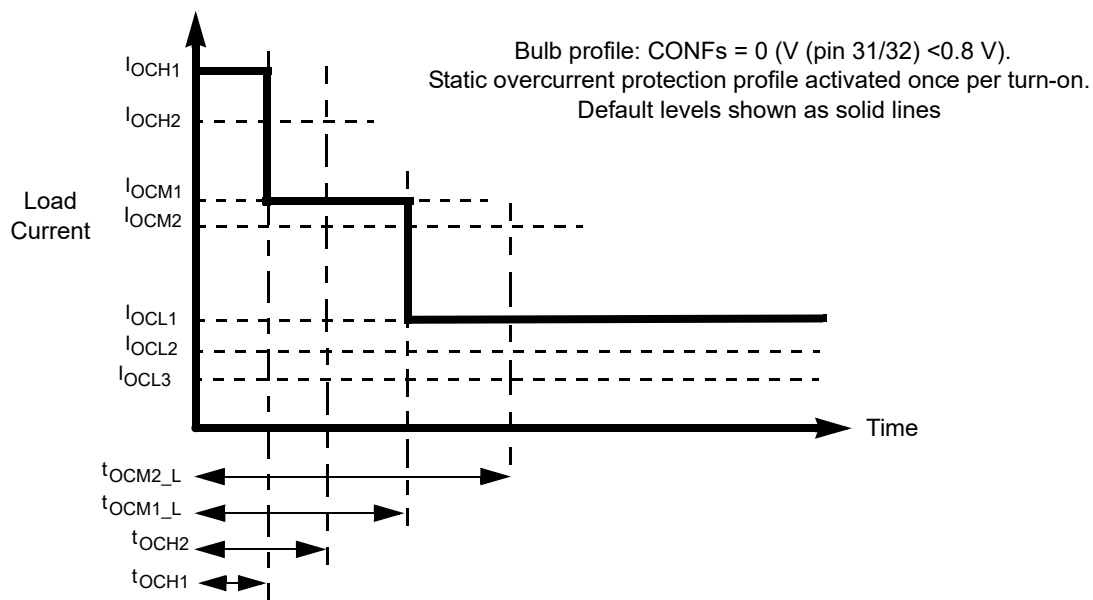 Bulb profile: CONFs = 0 (V (pin 31/32) <0.8 V).
Static overcurrent protection profile activated once per turn-on.
Default levels shown as solid lines
IOCH1
IOCH2
Load
Current
IOCM1
IOCM2
IOCL1
IOCL2
IOCL3
Time
tOCM2_L
tOCM1_L
tOCH2
tOCH1